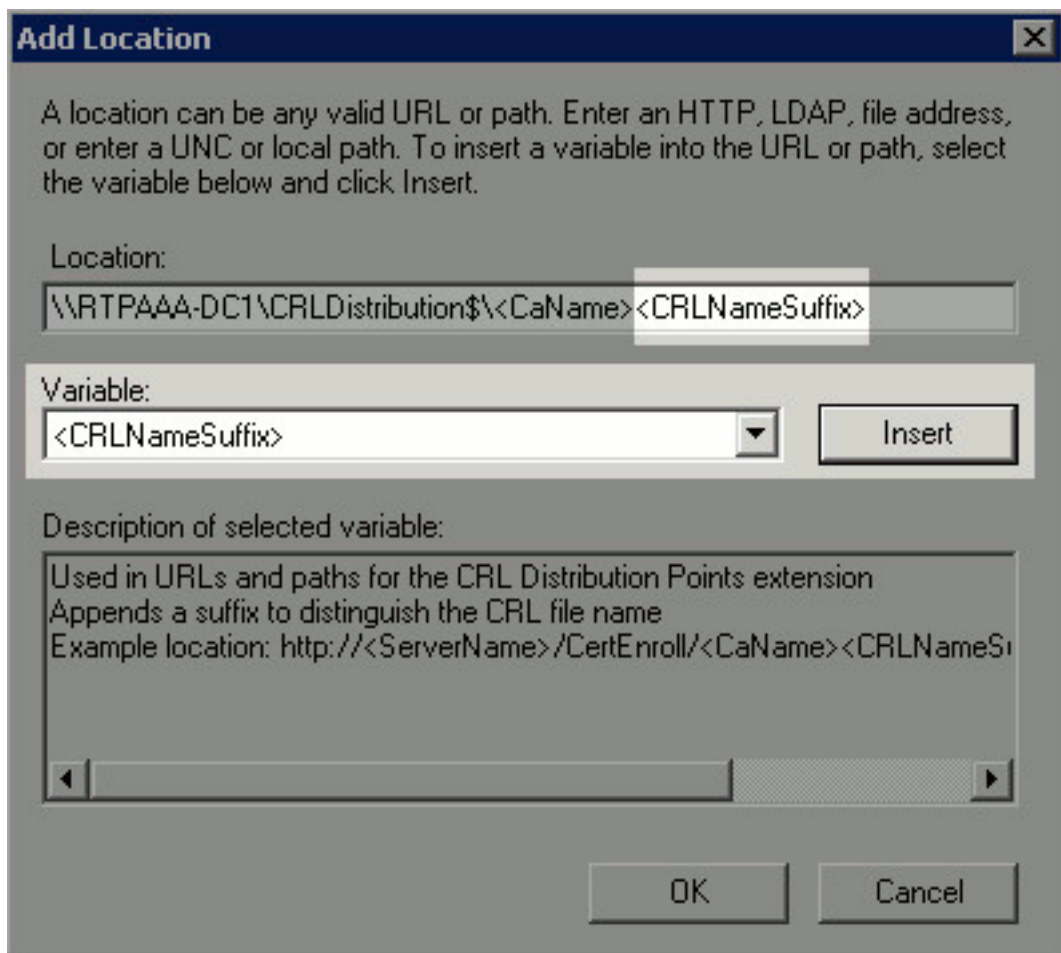 Add Location
A location can be any valid URL or path. Enter an HTTP, LDAP, file address,
or enter a UNC or local path. To insert a variable into the URL or path, select
the variable below and click Insert.
Location:
\\RTPAAA-DC1\CRLDistribution$\<CaName><CRLNameSuffix>
Variable:
<CRLNameSuffix>
Insert
Description of selected variable:
Used in URLs and paths for the CRL Distribution Points extension
Appends a suffix to distinguish the CRL file name
Example location: http://<ServerName>/CertEnroll/<CaName><CRLNameSu
OK
Cancel